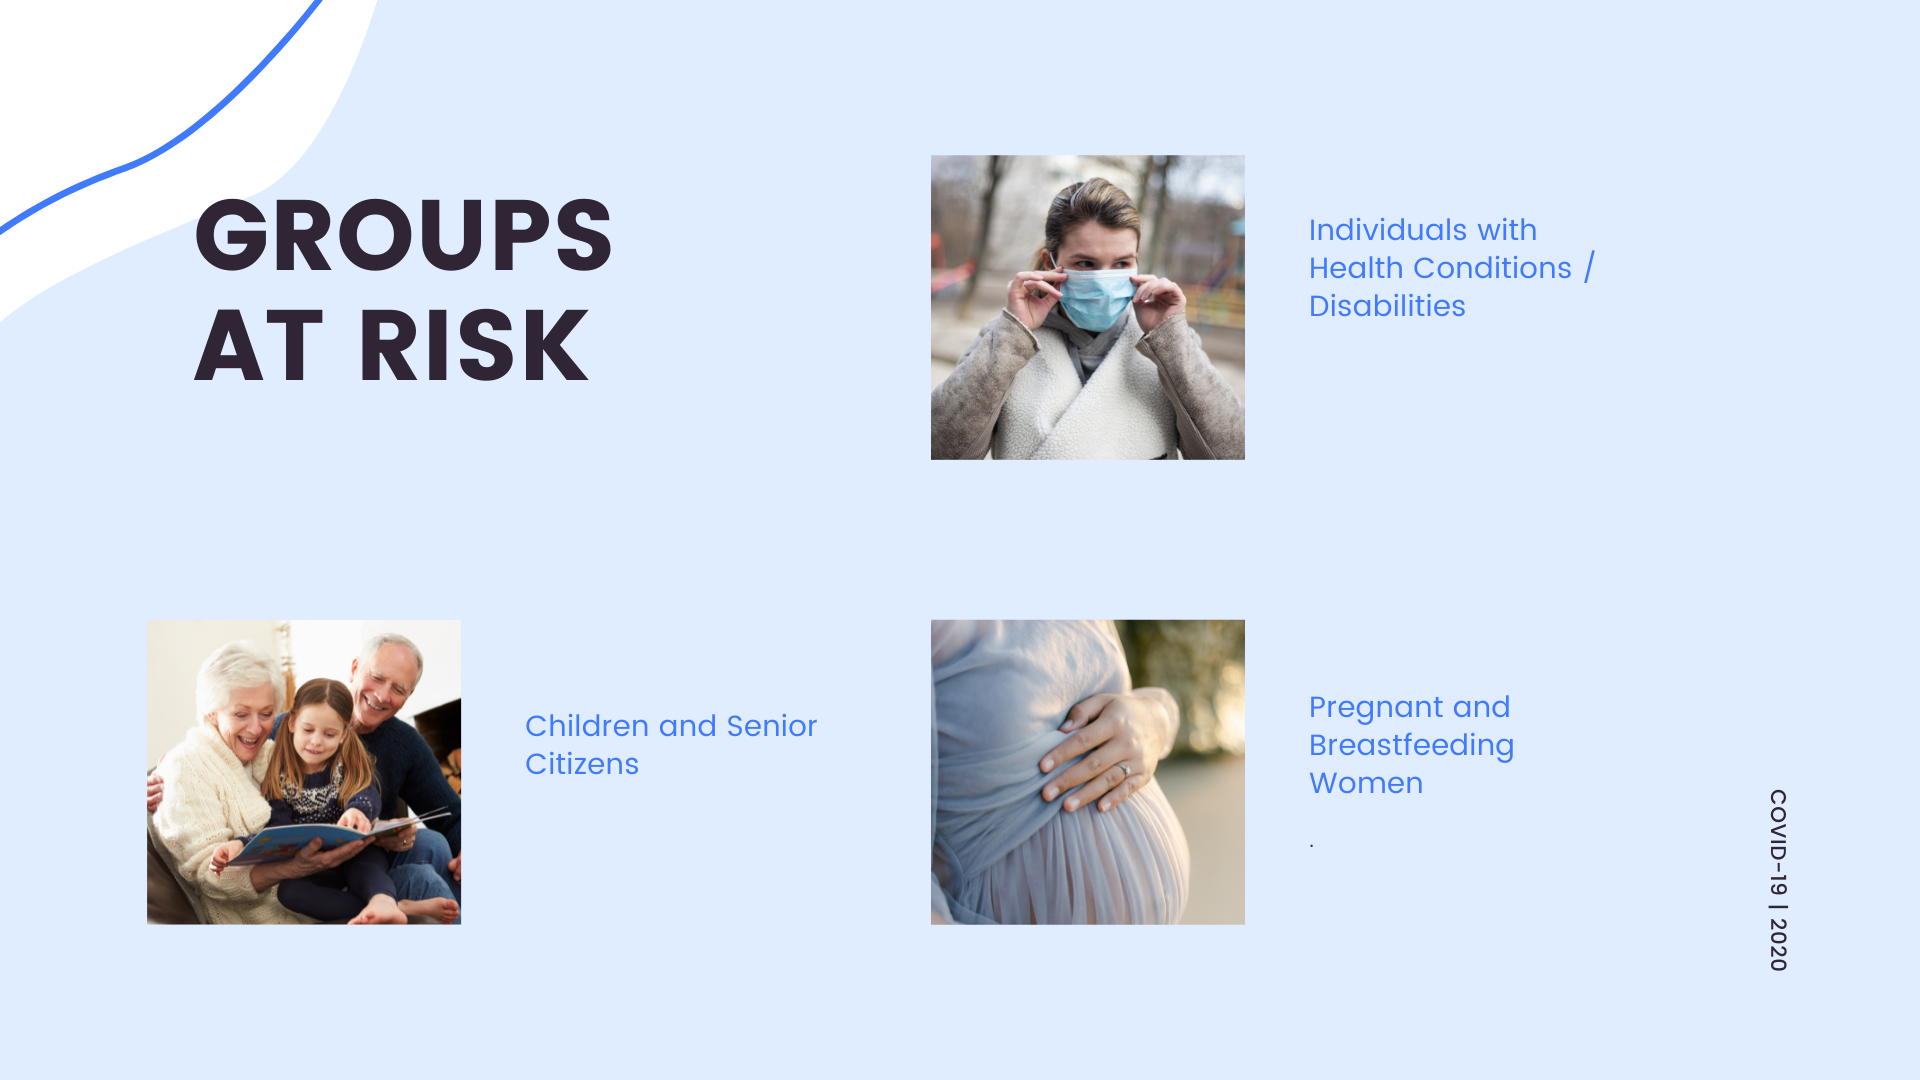 GROUPS
AT RISK
Individuals with
Health Conditions /
Disabilities
Children and Senior
Citizens
Pregnant and
Breastfeeding
Women
.
COVID-19 | 2020